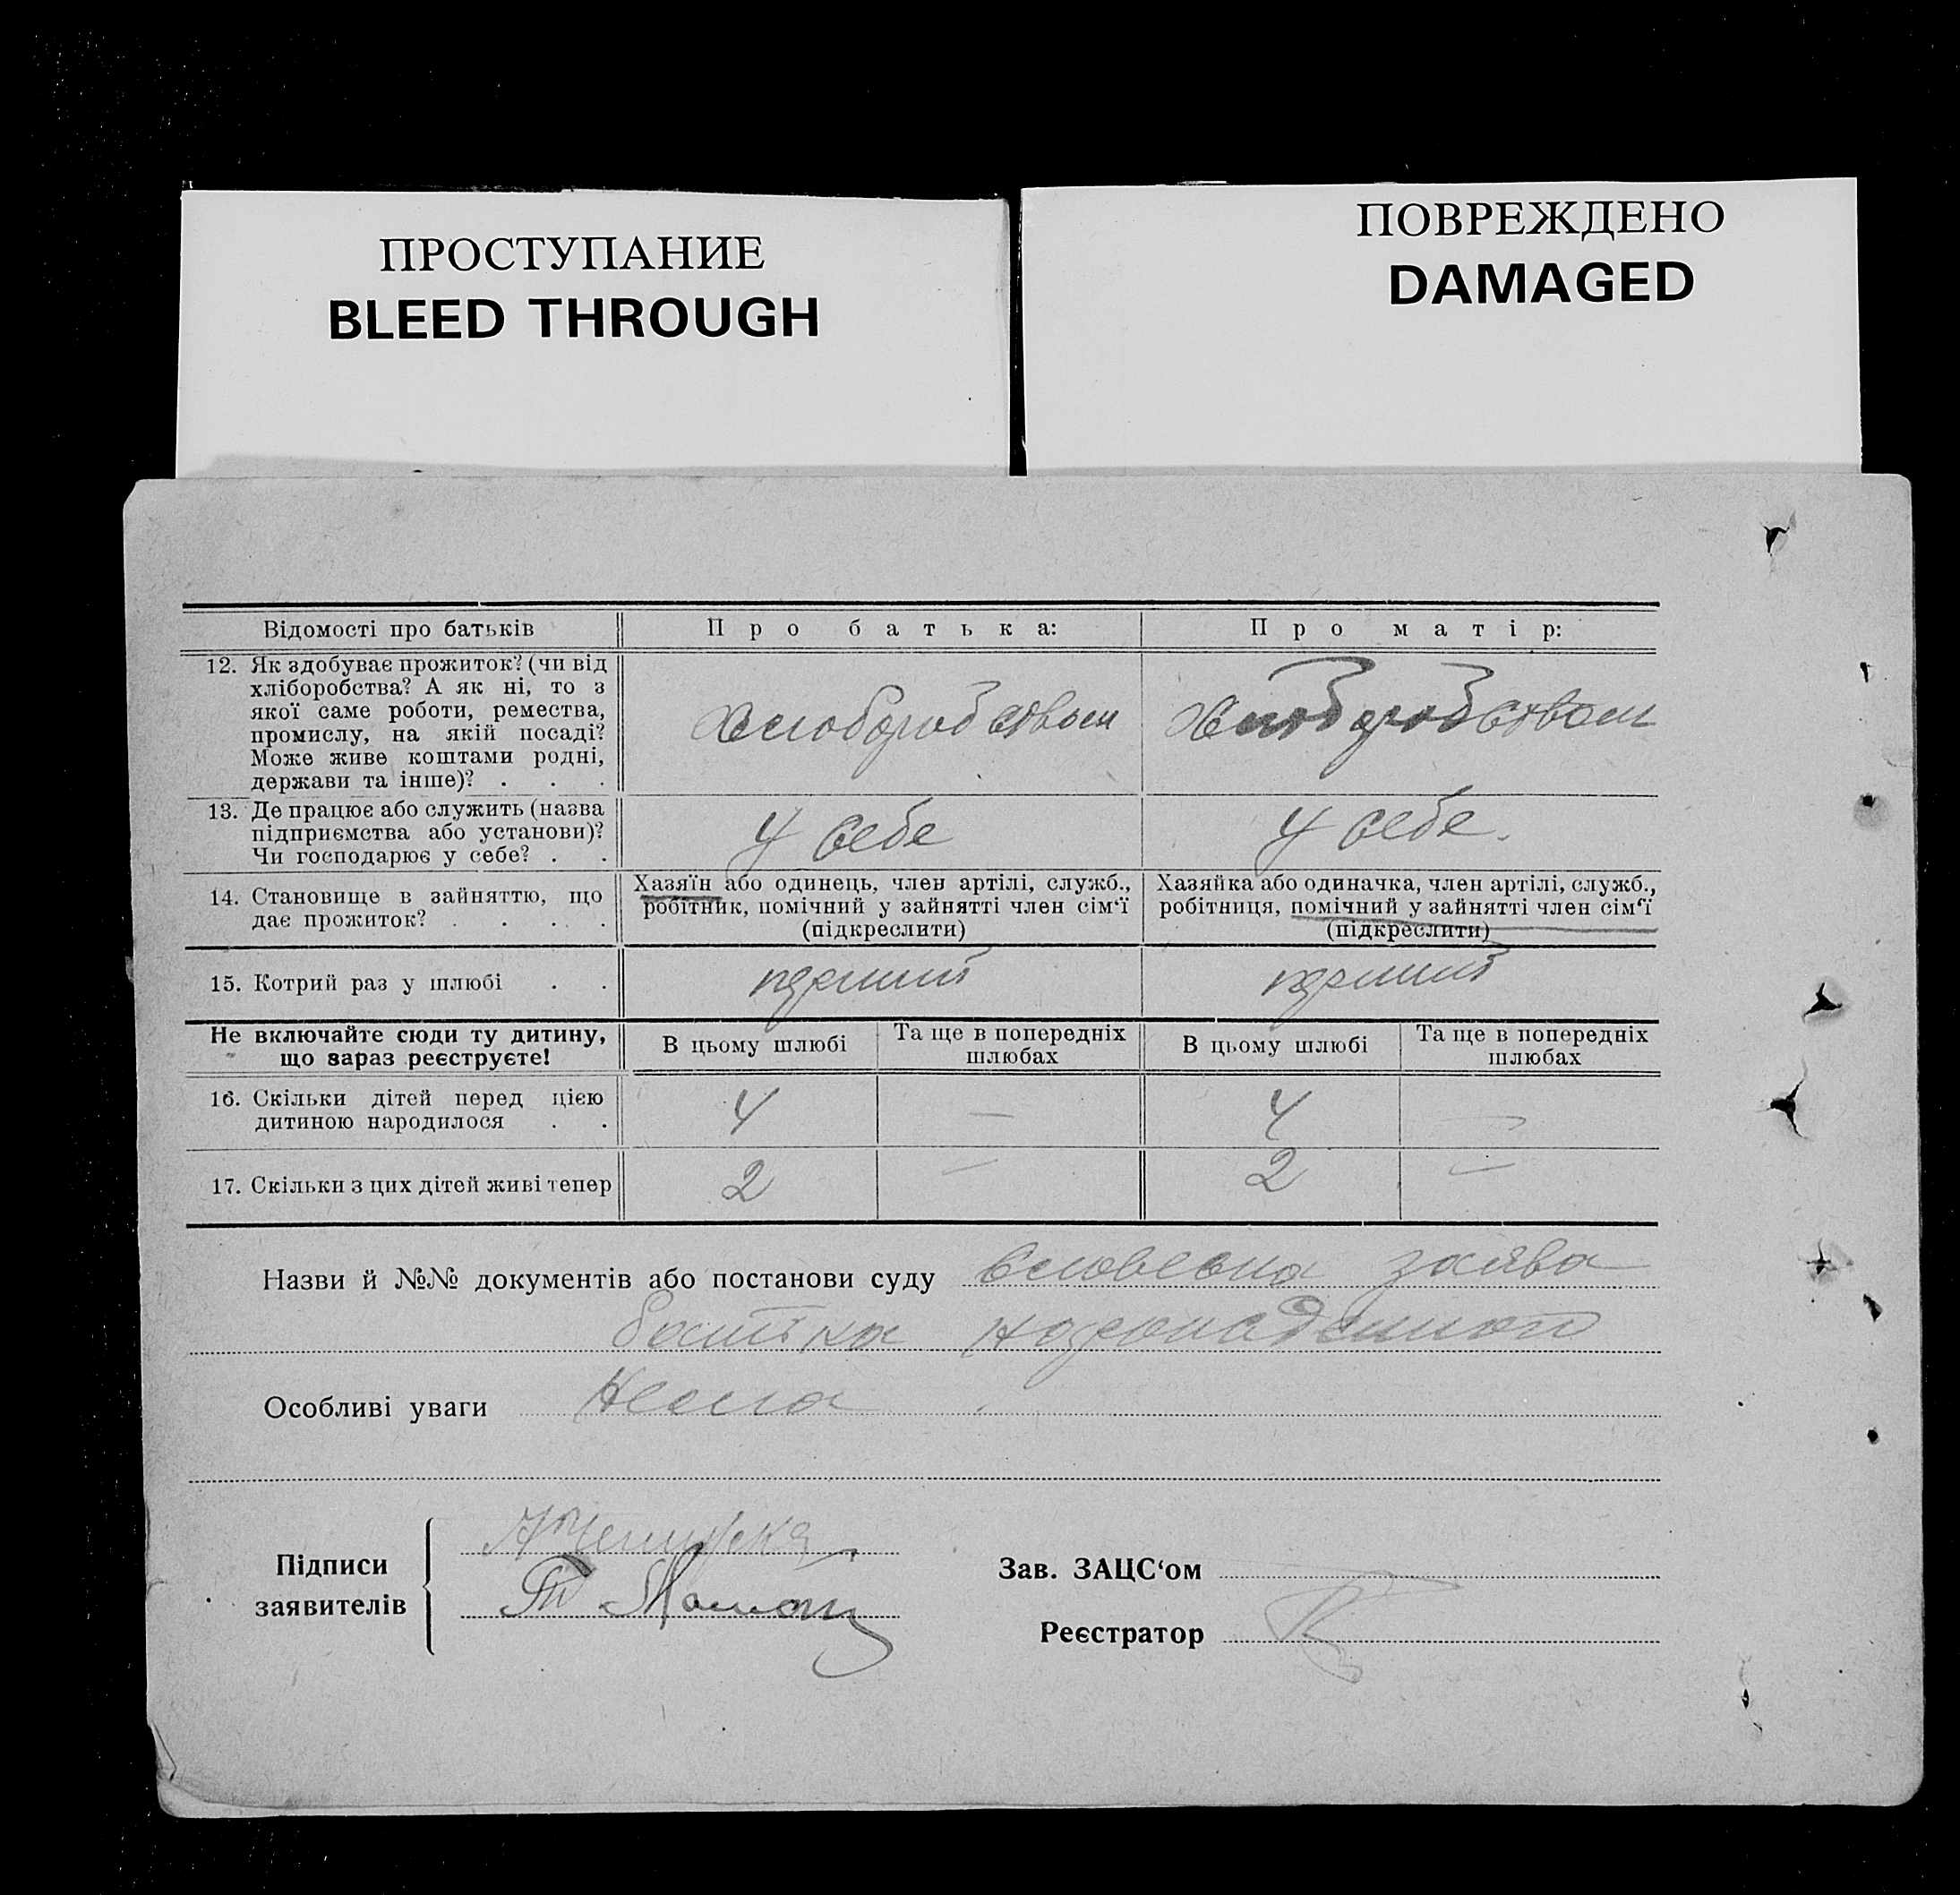 ПРОСТУПАНИЕ
BLEED THROUGH
ПОВРЕЖДЕНО
DAMAGED
Відомості про батьків
Про батька:
Про матір:
12. Як здобуває прожиток? (чи від
хліборобства? А як ні, то з
якої саме роботи, ремества,
промислу, на якій посаді?
Може живе коштами родні,
держави та інше)? . . .
Хліборобством
Хліборобством
13. Де працює або служить (назва
підприємства або установи)?
Чи господарює у себе? . .
У себе
У себе.
14. Становище в зайняттю, що
дає прожиток? . . . .
Хазяїн або одинець, член артілі, служб.,
робітник, помічний у зайнятті член сім‘ї
(підкреслити)
Хазяйка або одиначка, член артілі, служб.,
робітниця, помічний у зайнятті член сім‘ї
(підкреслити)
15. Котрий раз у шлюбі . .
перший
перший
Не включайте сюди ту дитину,
що зараз реєструєте!
В цьому шлюбі
Та ще в попередніх
шлюбах
В цьому шлюбі
Та ще в попередніх
шлюбах
16. Скільки дітей перед цією
дитиною народилося . .
4 — 4 —
17. Скільки з цих дітей живі тепер
2 — 2 —
Назви й №№ документів або постанови суду словесна заява
батька
Особливі уваги Нема
Підписи
заявителів
Зав. ЗАЦС‘ом
Реєстратор